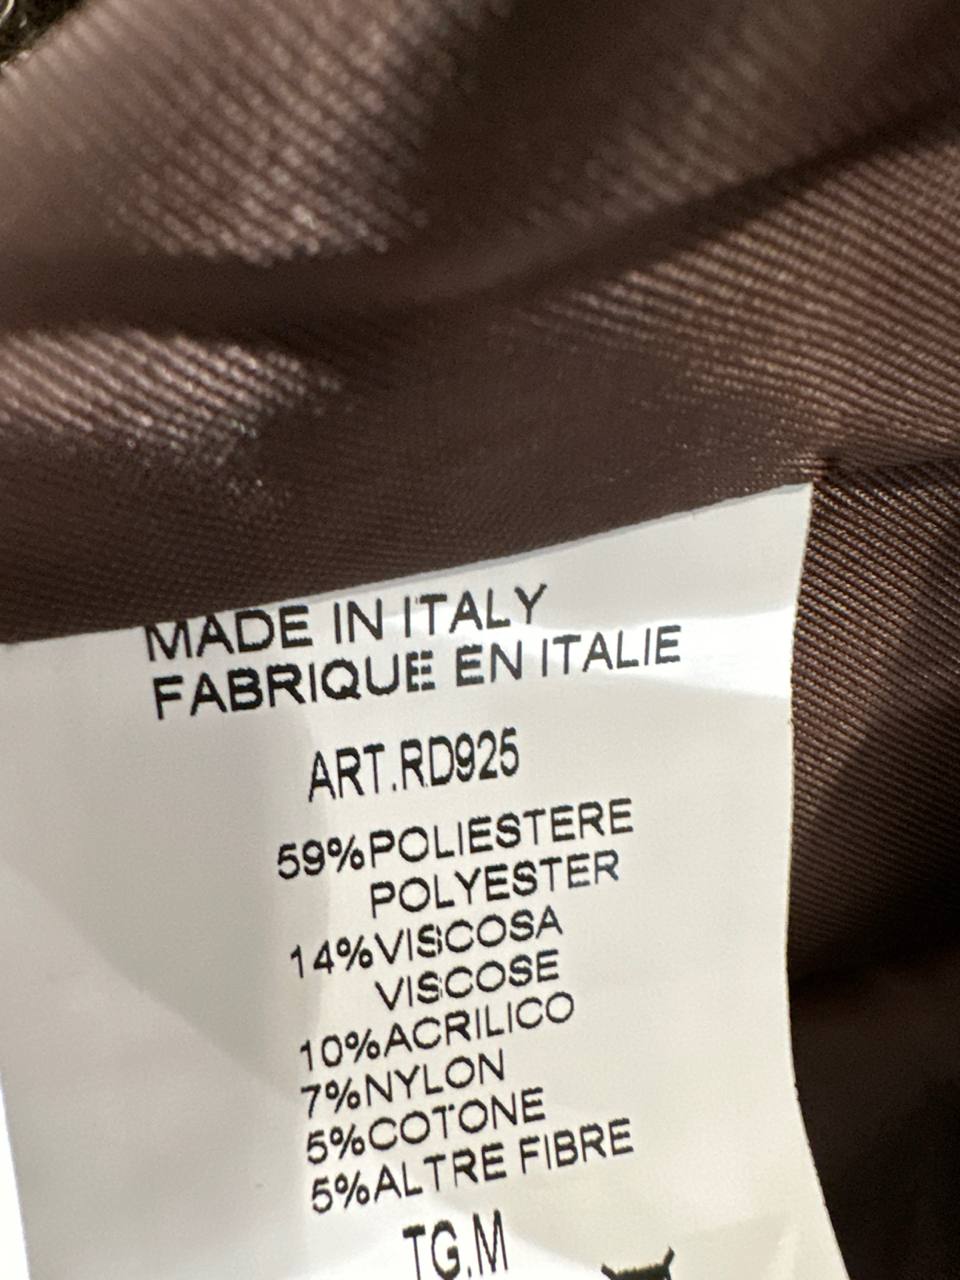 MADE IN ITALY
FABRIQUE EN ITALIE
ART.RD925
59%POLIESTERE
POLYESTER
14%VISCOSA
VISCOSE
10%ACRILICO
7%NYLON
5%COTONE
5%ALTRE FIBRE
TG.M